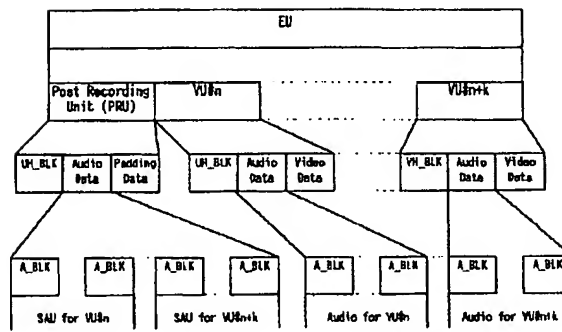 EU
Post Recording
Unit (PRU)
VU#n
VU#n+k
UH_BLK
Audio
Data
Padding
Data
UH_BLK
Audio
Data
Video
Data
VH_BLK
Audio
Data
Video
Data
A_BLK
A_BLK
A_BLK
A_BLK
A_BLK
A_BLK
A_BLK
A_BLK
SAU for VU#n
SAU for VU#n+k
Audio for VU#n
Audio for VU#n+k